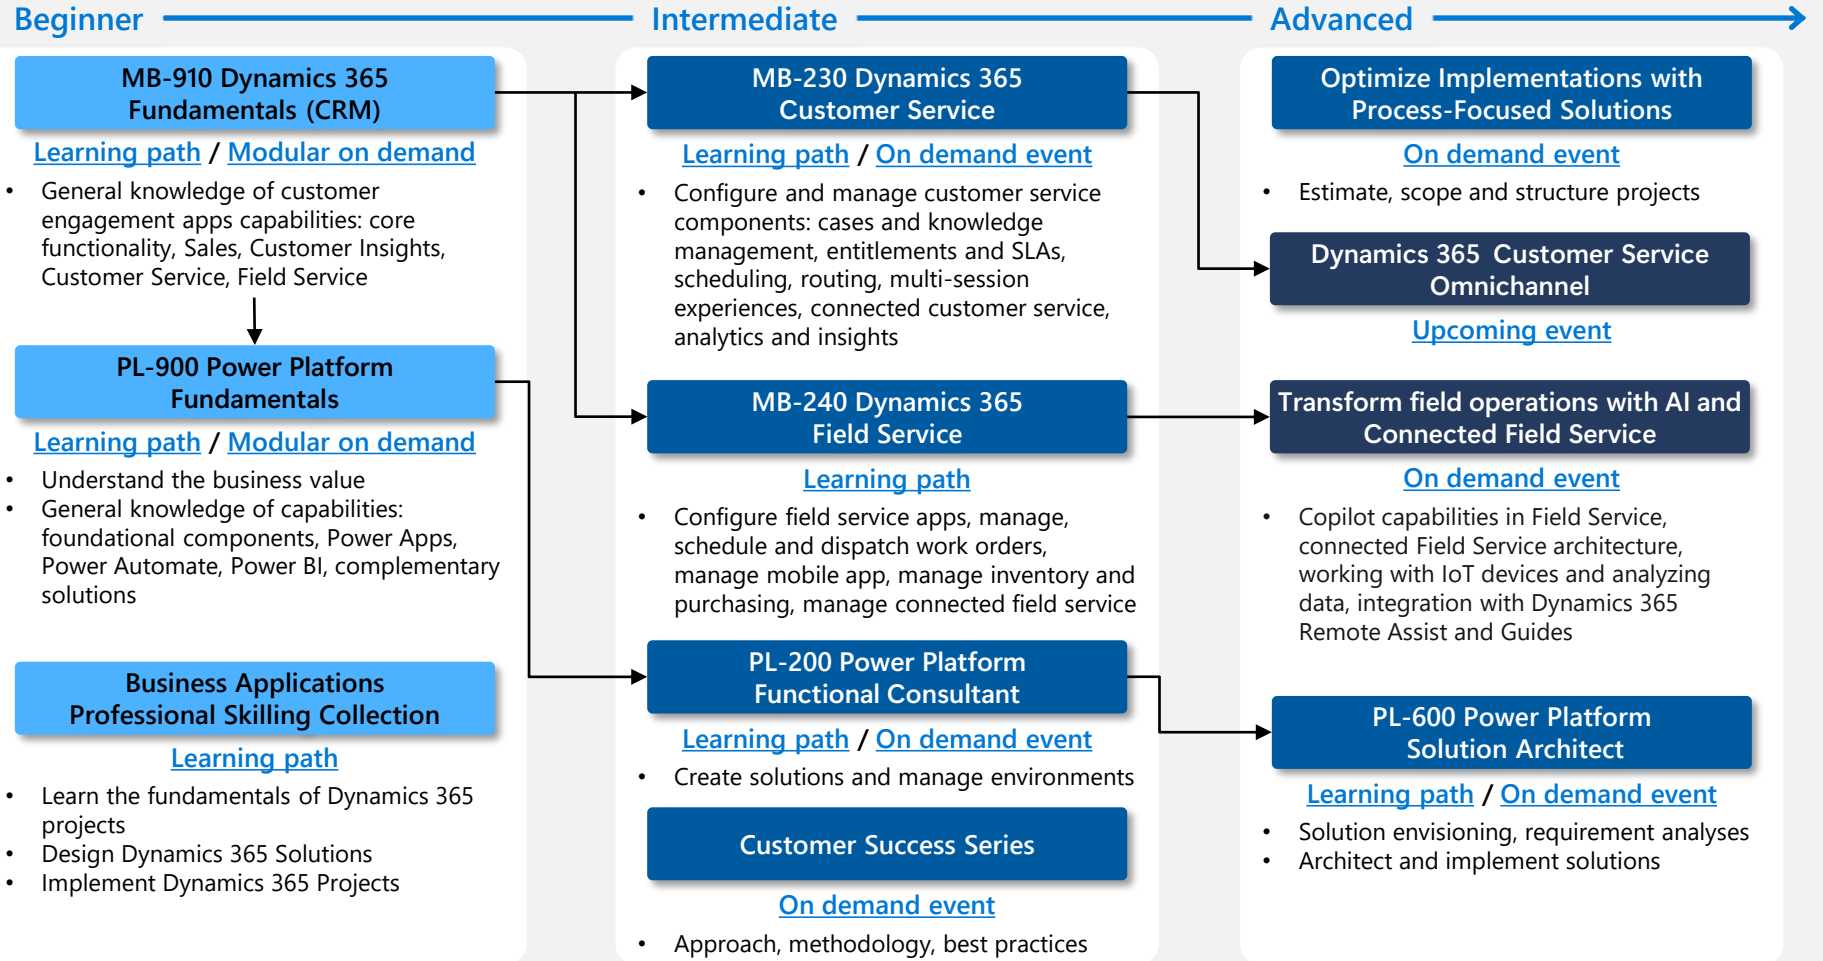 Beginner
Intermediate
Advanced
MB-910 Dynamics 365
Fundamentals (CRM)
Learning path / Modular on demand
• General knowledge of customer
engagement apps capabilities: core
functionality, Sales, Customer Insights,
Customer Service, Field Service
PL-900 Power Platform
Fundamentals
Learning path / Modular on demand
• Understand the business value
• General knowledge of capabilities:
foundational components, Power Apps,
Power Automate, Power BI, complementary
solutions
Business Applications
Professional Skilling Collection
Learning path
• Learn the fundamentals of Dynamics 365
projects
• Design Dynamics 365 Solutions
• Implement Dynamics 365 Projects
MB-230 Dynamics 365
Customer Service
Learning path / On demand event
• Configure and manage customer service
components: cases and knowledge
management, entitlements and SLAs,
scheduling, routing, multi-session
experiences, connected customer service,
analytics and insights
MB-240 Dynamics 365
Field Service
Learning path
• Configure field service apps, manage,
schedule and dispatch work orders,
manage mobile app, manage inventory and
purchasing, manage connected field service
PL-200 Power Platform
Functional Consultant
Learning path / On demand event
• Create solutions and manage environments
Customer Success Series
On demand event
• Approach, methodology, best practices
Optimize Implementations with
Process-Focused Solutions
On demand event
• Estimate, scope and structure projects
Dynamics 365 Customer Service
Omnichannel
Upcoming event
Transform field operations with AI and
Connected Field Service
On demand event
• Copilot capabilities in Field Service,
connected Field Service architecture,
working with IoT devices and analyzing
data, integration with Dynamics 365
Remote Assist and Guides
PL-600 Power Platform
Solution Architect
Learning path / On demand event
• Solution envisioning, requirement analyses
• Architect and implement solutions